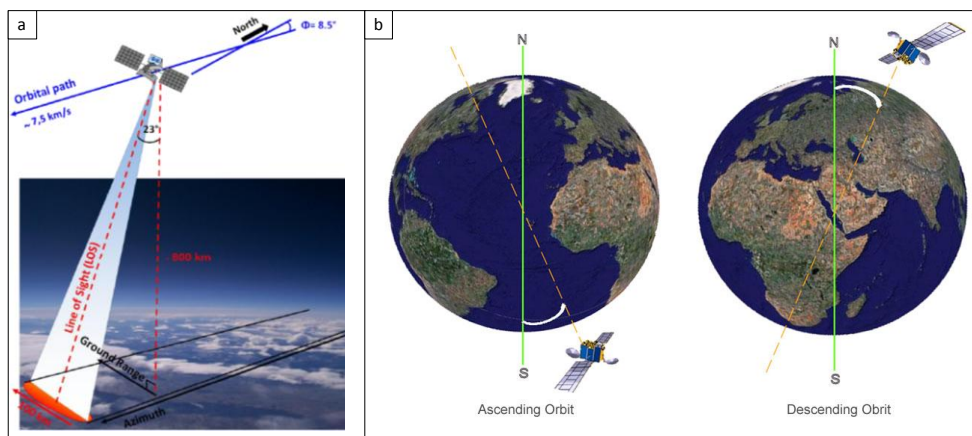 a
North
Φ= 8.5°
Orbital path
~ 7,5 km/s
23°
Line of Sight (LOS)
~ 800 km
Ground Range
Azimuth
b
N
N
S
S
Ascending Orbit
Descending Obrit